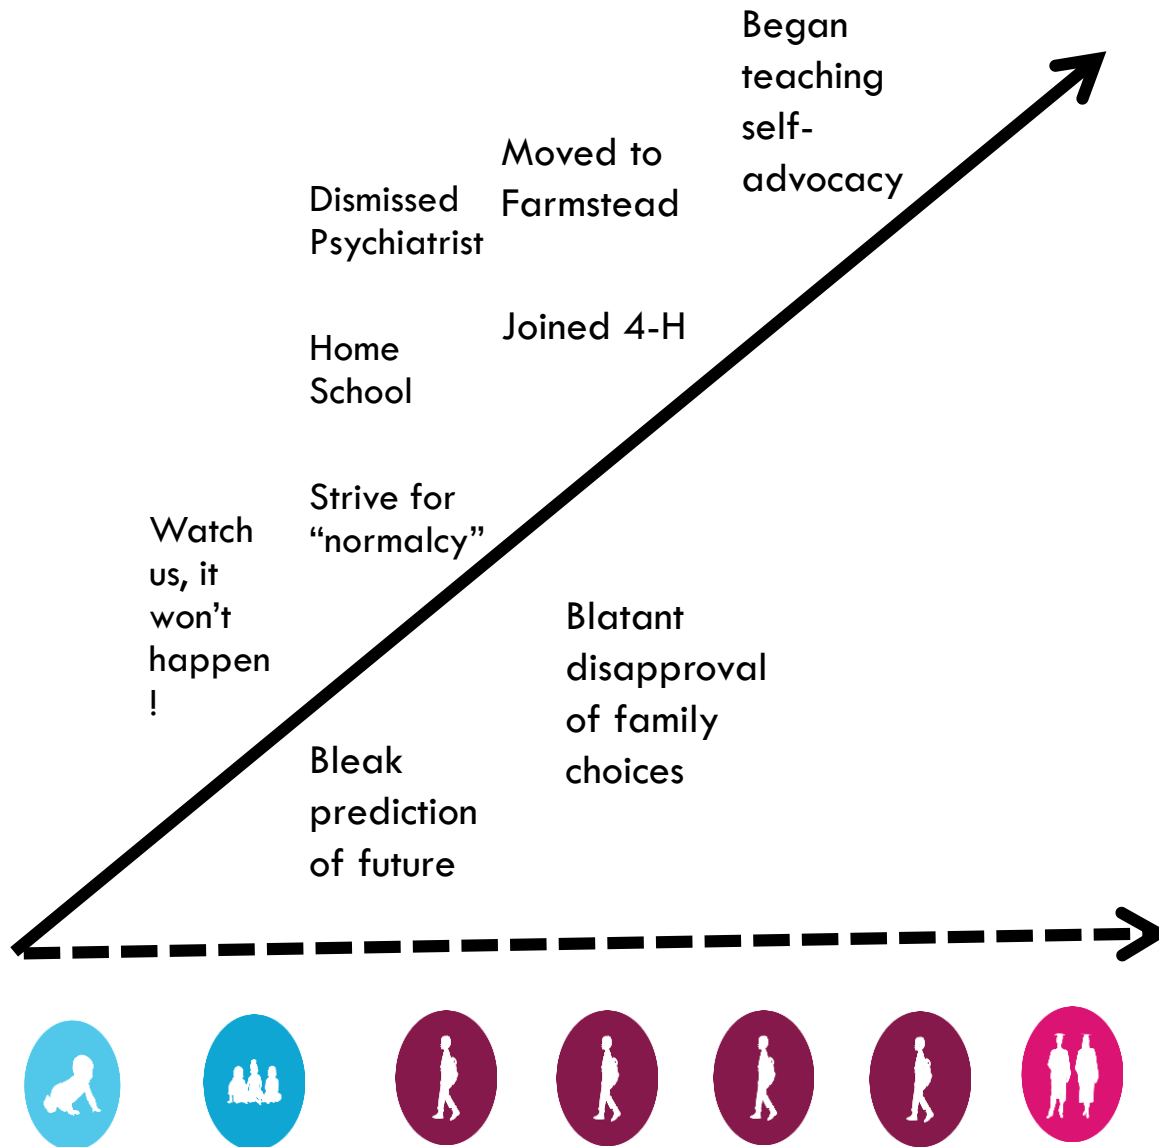 Began
teaching
self-
advocacy
Moved to
Farmstead
Dismissed
Psychiatrist
Joined 4-H
Home
School
Strive for
“normalcy”
Watch
us, it
won’t
happen
!
Blatant
disapproval
of family
choices
Bleak
prediction
of future